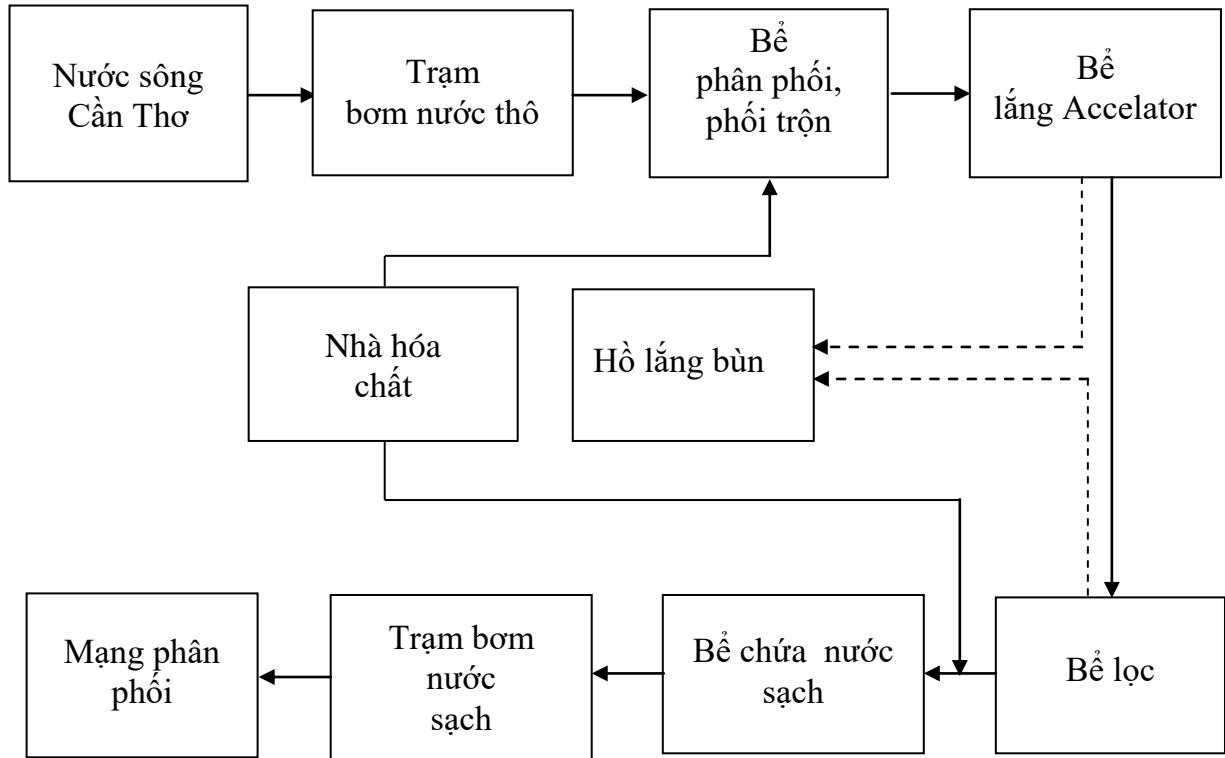 Nước sông
Cần Thơ
Trạm
bơm nước thô
Bể
phân phối,
phối trộn
Bể
lắng Accelator
Nhà hóa
chất
Hồ lắng bùn
Mạng phân
phối
Trạm bơm
nước
sạch
Bể chứa nước
sạch
Bể lọc